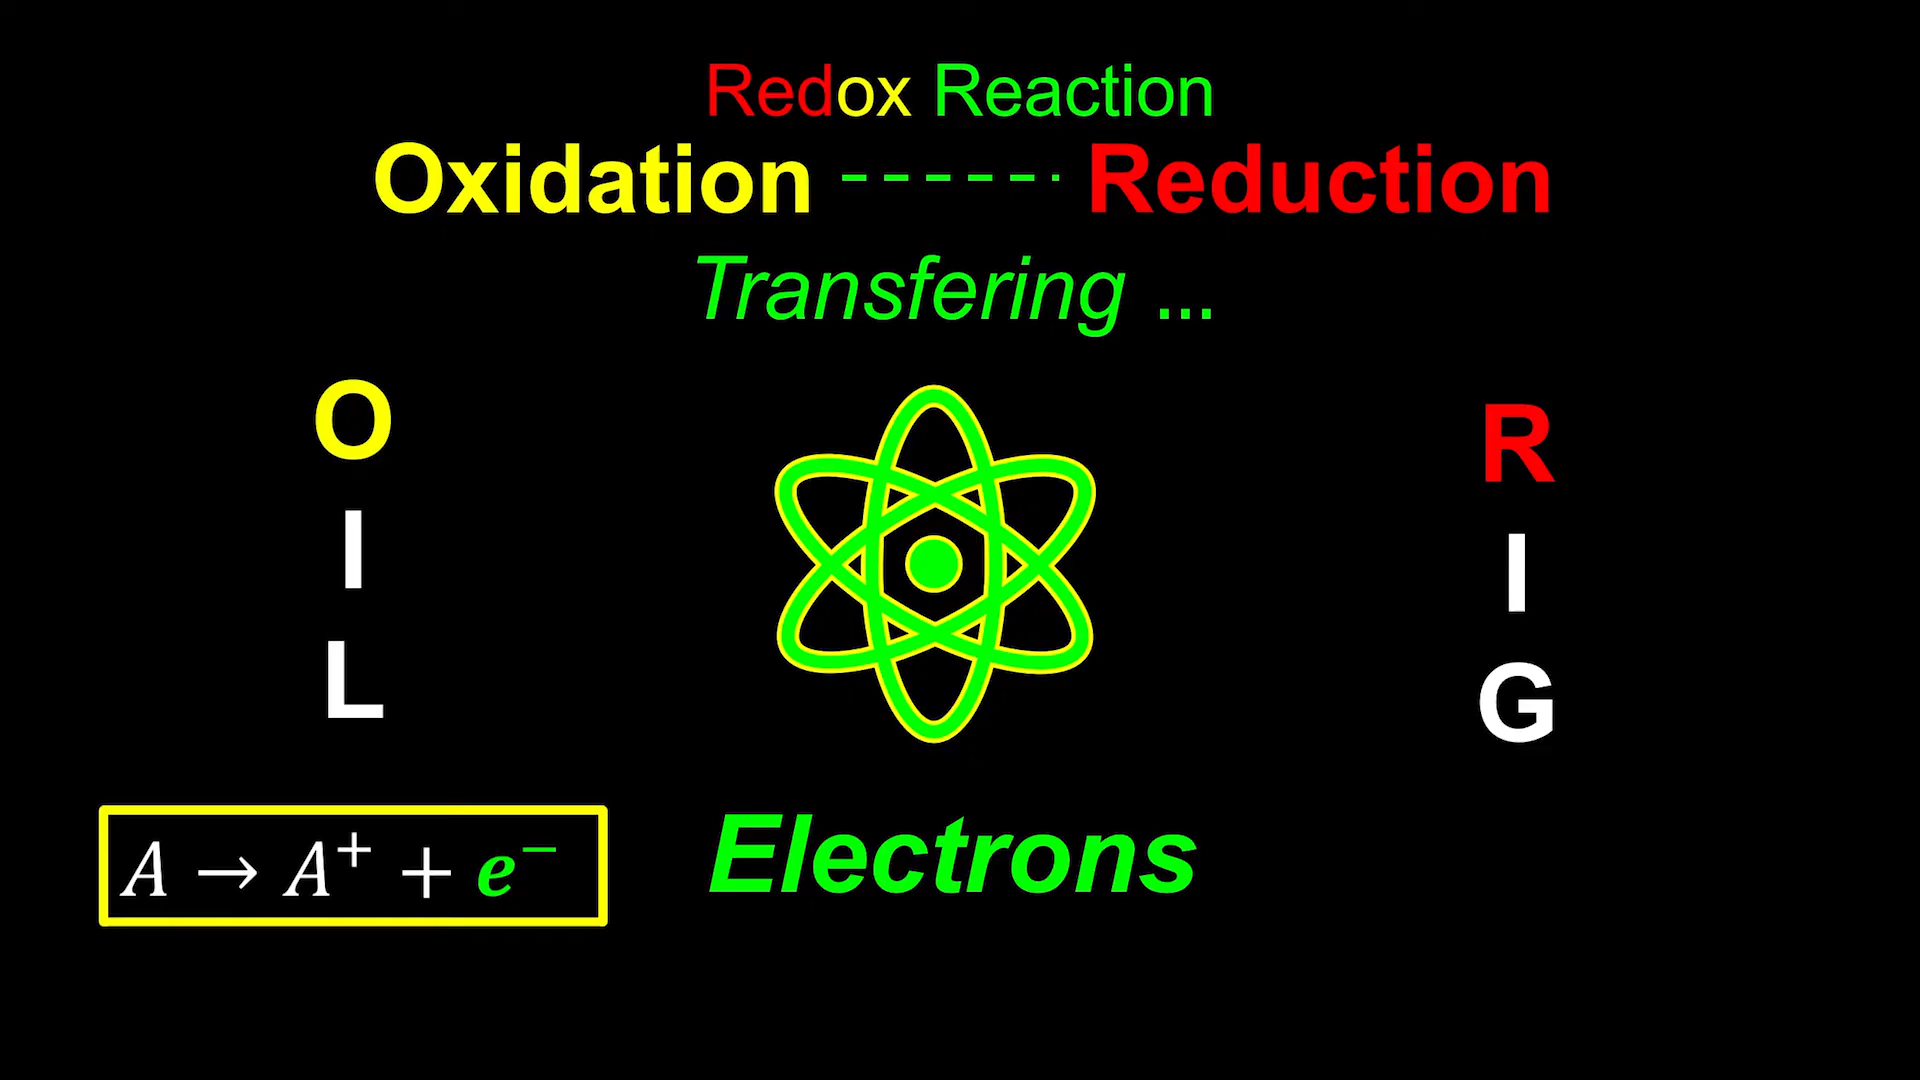 Redox Reaction
Oxidation -----· Reduction
Transfering ...
O
I
L
R
I
G
A → A⁺ + e⁻
Electrons